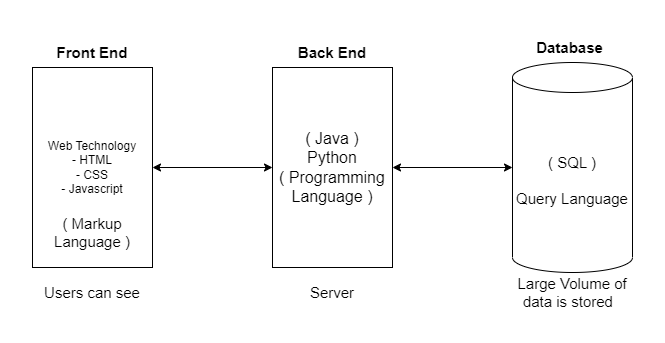 Front End
Web Technology
- HTML
- CSS
- Javascript
( Markup
Language )
Users can see
Back End
( Java )
Python
( Programming
Language )
Server
Database
( SQL )
Query Language
Large Volume of
data is stored